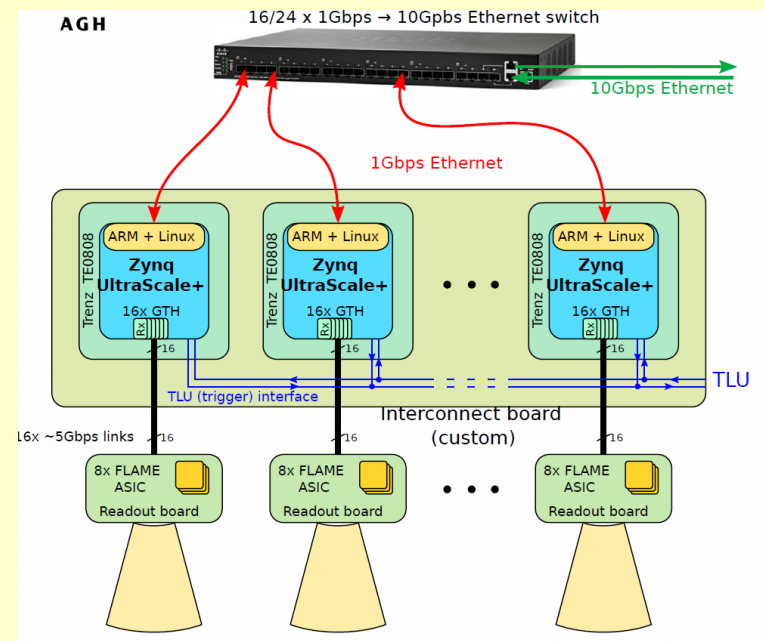 AGH
16/24 x 1Gbps → 10Gpbs Ethernet switch
10Gbps Ethernet
1Gbps Ethernet
Trenz TE0808
ARM + Linux
Zynq
UltraScale+
16x GTH
Rx
16
Trenz TE0808
ARM + Linux
Zynq
UltraScale+
16x GTH
Rx
16
• • •
Trenz TE0808
ARM + Linux
Zynq
UltraScale+
16x GTH
Rx
16
TLU
TLU (trigger) interface
Interconnect board
(custom)
16x ~5Gbps links
16
16
16
8x FLAME
ASIC
Readout board
8x FLAME
ASIC
Readout board
• • •
8x FLAME
ASIC
Readout board